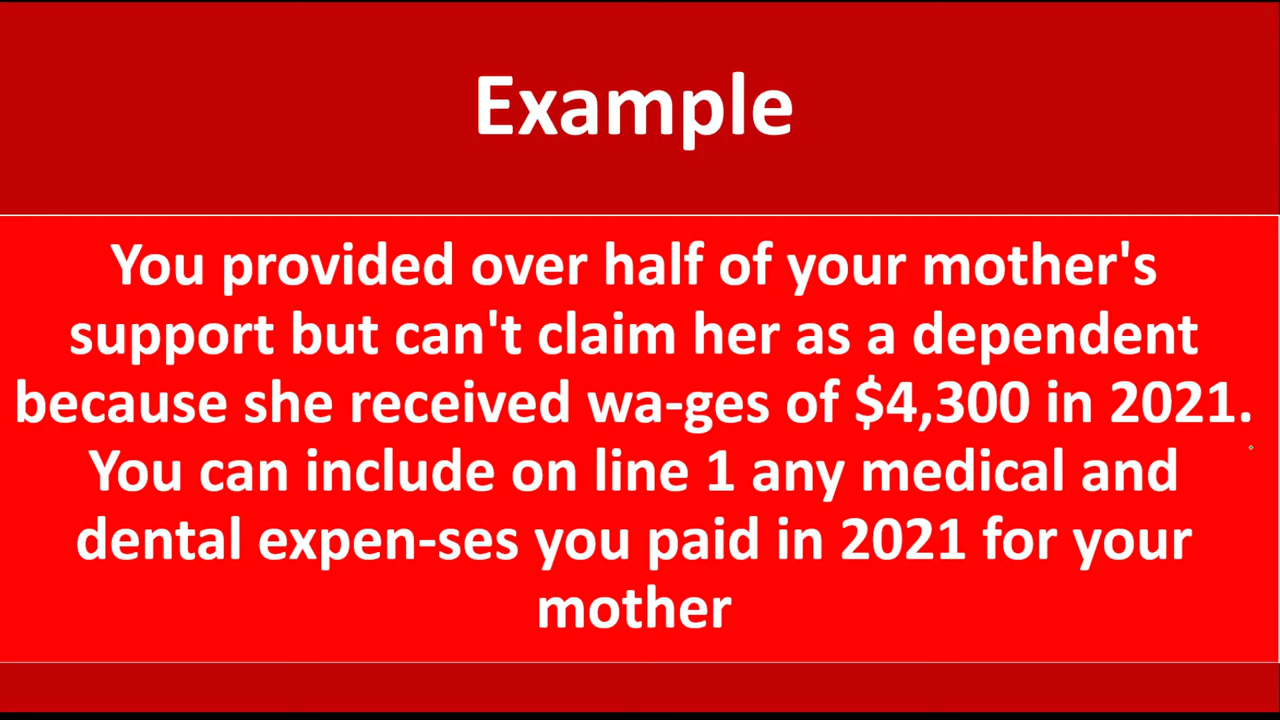 Example
You provided over half of your mother's
support but can't claim her as a dependent
because she received wa-ges of $4,300 in 2021.
You can include on line 1 any medical and
dental expen-ses you paid in 2021 for your
mother